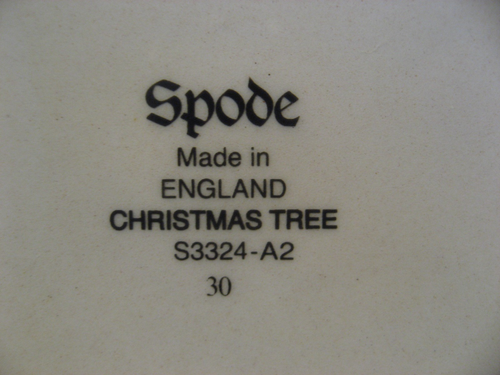 Spode
Made in
ENGLAND
CHRISTMAS TREE
S3324-A2
30